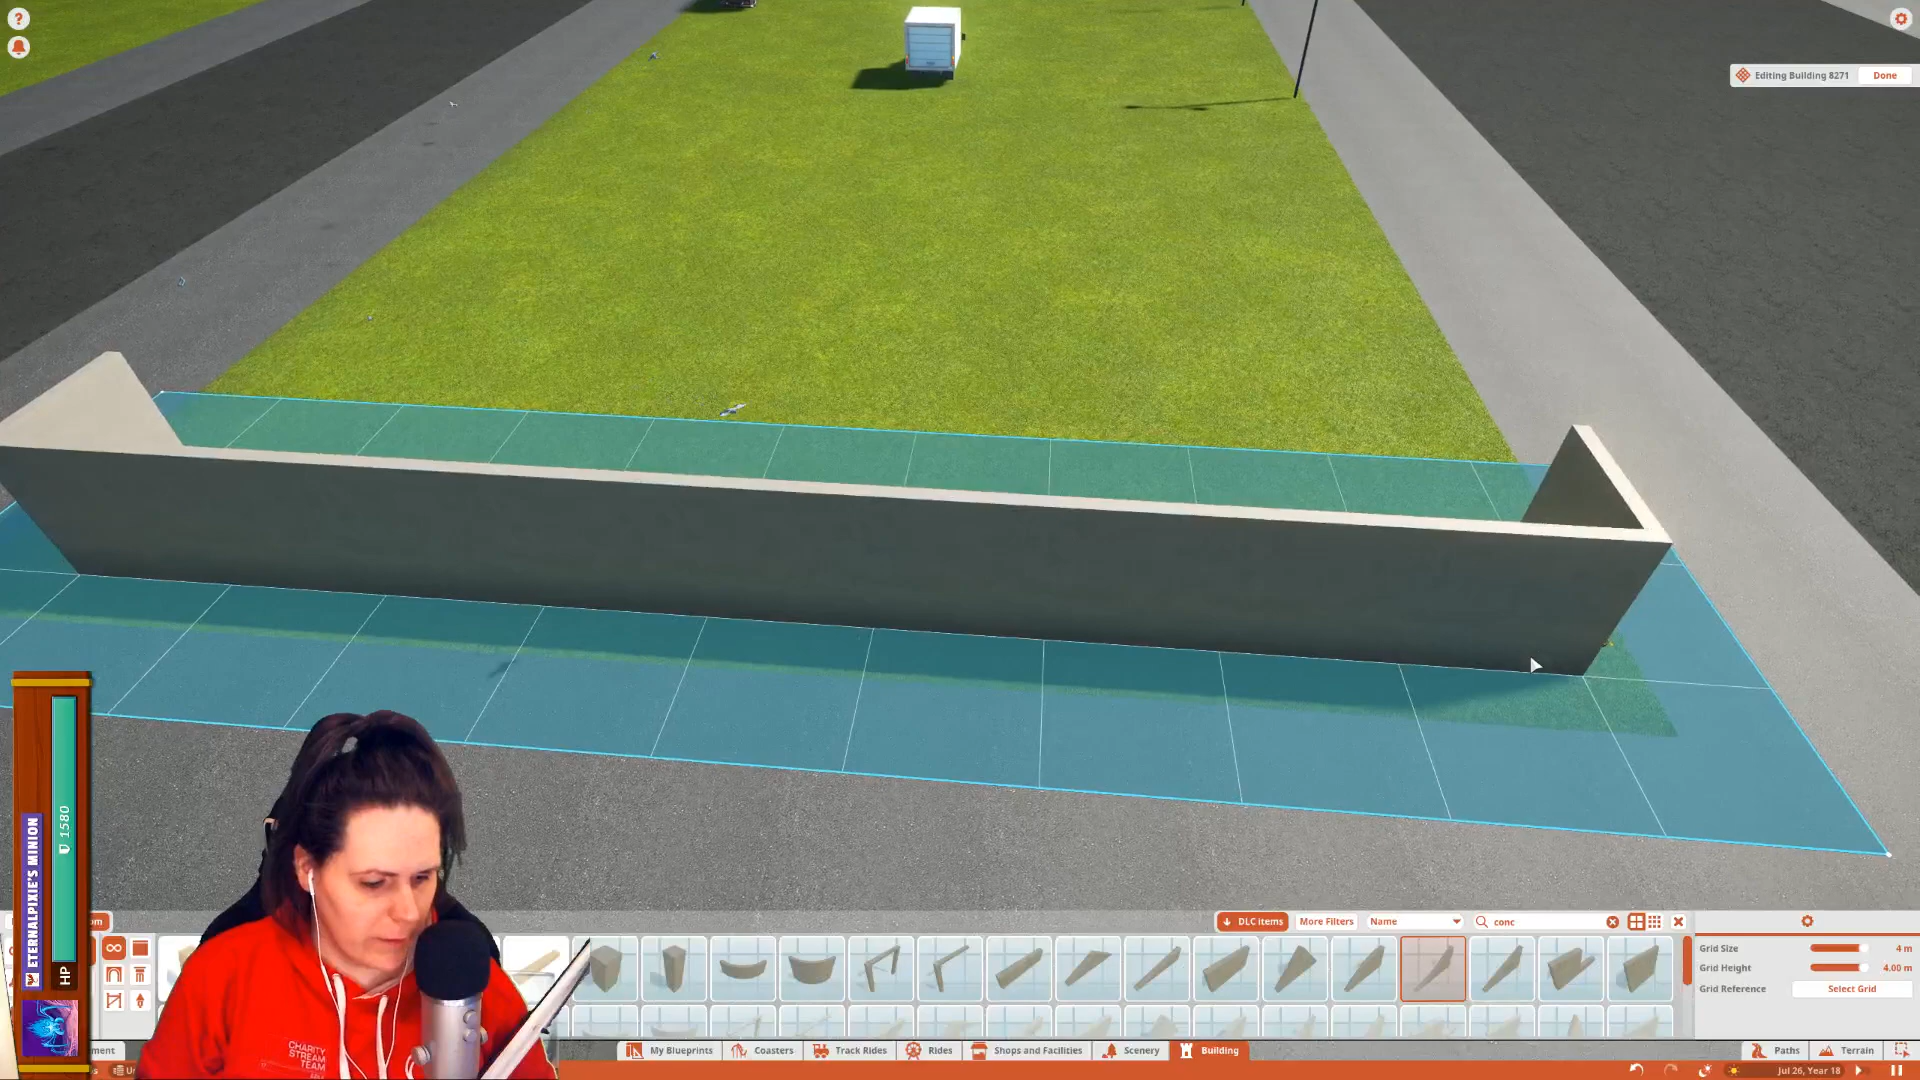 ?
Editing Building 8271
Done
DLC Items
More Filters
Name
conc
Grid Size
4 m
Grid Height
4.00 m
Grid Reference
Select Grid
ETERNALPIXIE'S MINION
1580
HP
CHARITY
STREAM
TEAM
My Blueprints
Coasters
Track Rides
Rides
Shops and Facilities
Scenery
Building
Paths
Terrain
Jul 26, Year 18